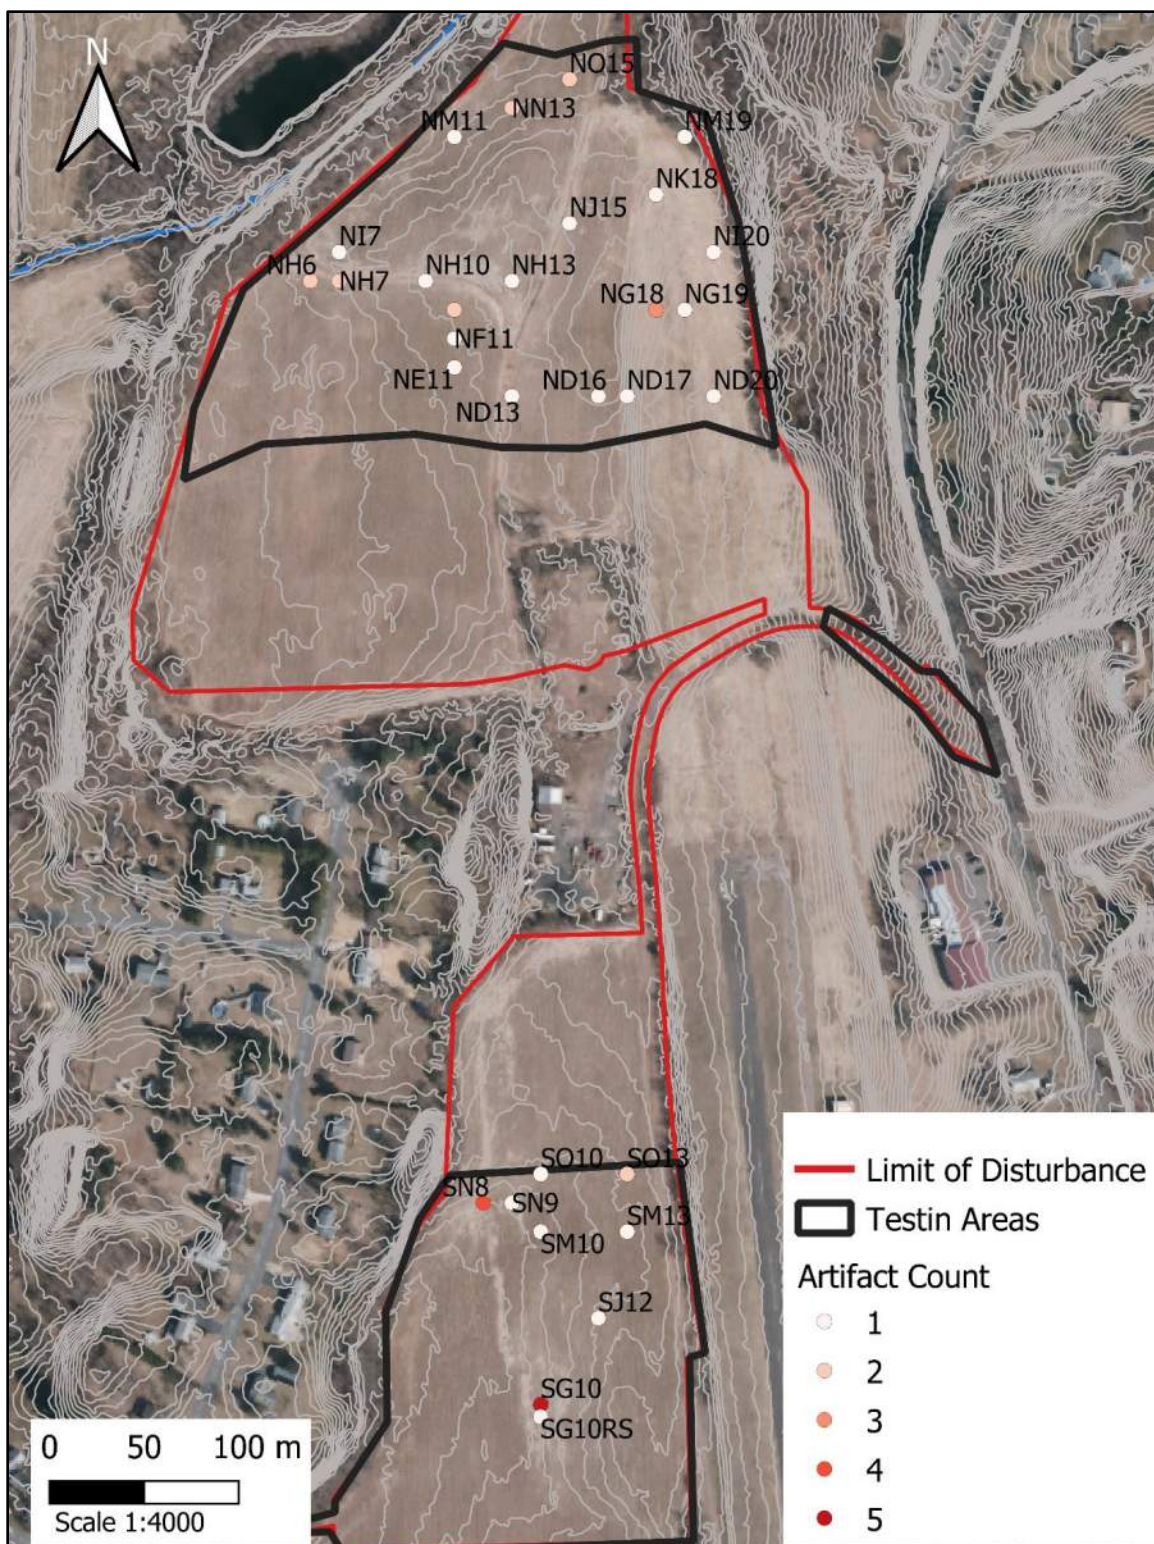 N
NO15
NN13
NM11
NM19
NK18
NJ15
NI7
NI20
NH6
NH7
NH10
NH13
NG18
NG19
NF11
NE11
ND16
ND17
ND20
ND13
SO10
SO13
SN8
SN9
SM10
SM13
SJ12
SG10
SG10RS
Limit of Disturbance
Testin Areas
Artifact Count
1
2
3
4
5
0 50 100 m
Scale 1:4000